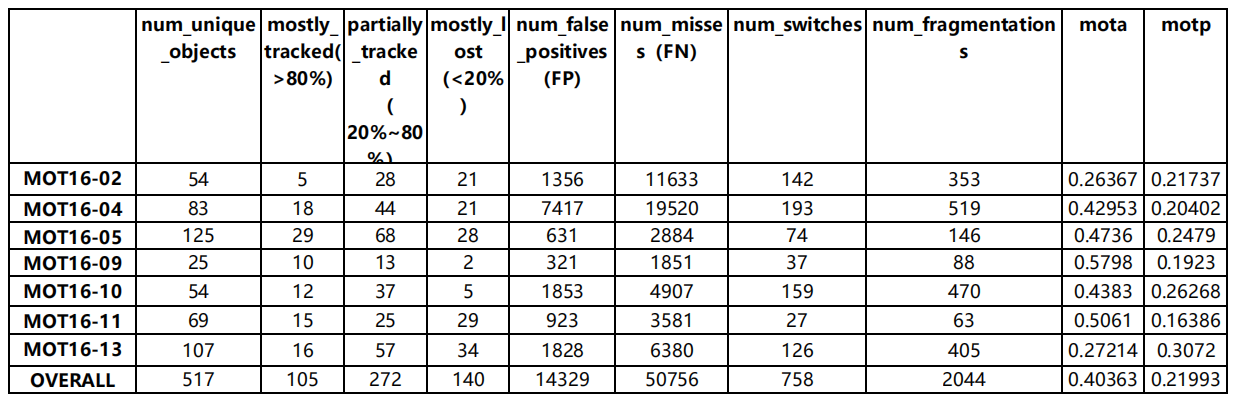 num_unique_objects mostly_tracked(>80%) partially_tracked(20%~80%) mostly_lost (<20%) num_false_positives (FP) num_misses (FN) num_switches num_fragmentations mota motp
MOT16-02 54 5 28 21 1356 11633 142 353 0.26367 0.21737
MOT16-04 83 18 44 21 7417 19520 193 519 0.42953 0.20402
MOT16-05 125 29 68 28 631 2884 74 146 0.4736 0.2479
MOT16-09 25 10 13 2 321 1851 37 88 0.5798 0.1923
MOT16-10 54 12 37 5 1853 4907 159 470 0.4383 0.26268
MOT16-11 69 15 25 29 923 3581 27 63 0.5061 0.16386
MOT16-13 107 16 57 34 1828 6380 126 405 0.27214 0.3072
OVERALL 517 105 272 140 14329 50756 758 2044 0.40363 0.21993